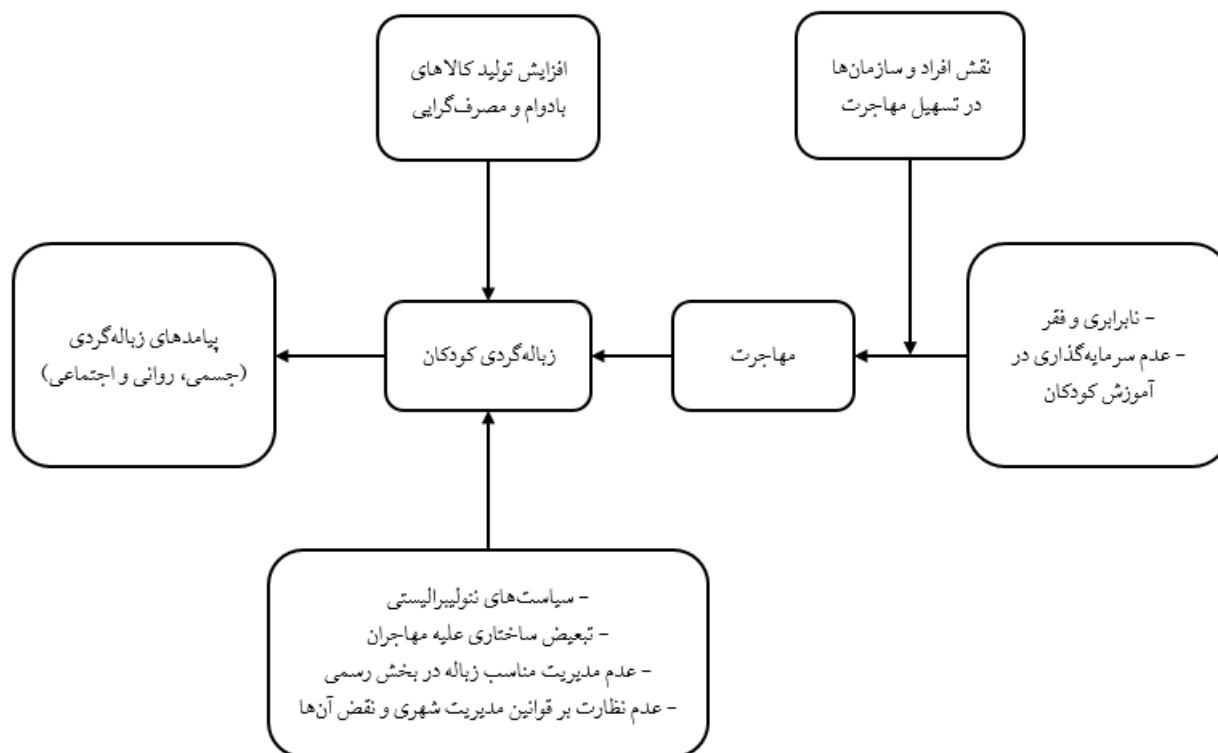 نقش افراد و سازمان‌ها
در تسهیل مهاجرت
افزایش تولید کالاهای
بادوام و مصرف‌گرایی
- نابرابری و فقر
- عدم سرمایه‌گذاری در
آموزش کودکان
مهاجرت
زباله‌گردی کودکان
پیامدهای زباله‌گردی
(جسمی، روانی و اجتماعی)
- سیاست‌های نئولیبرالیستی
- تبعیض ساختاری علیه مهاجران
- عدم مدیریت مناسب زباله در بخش رسمی
- عدم نظارت بر قوانین مدیریت شهری و نقض آن‌ها